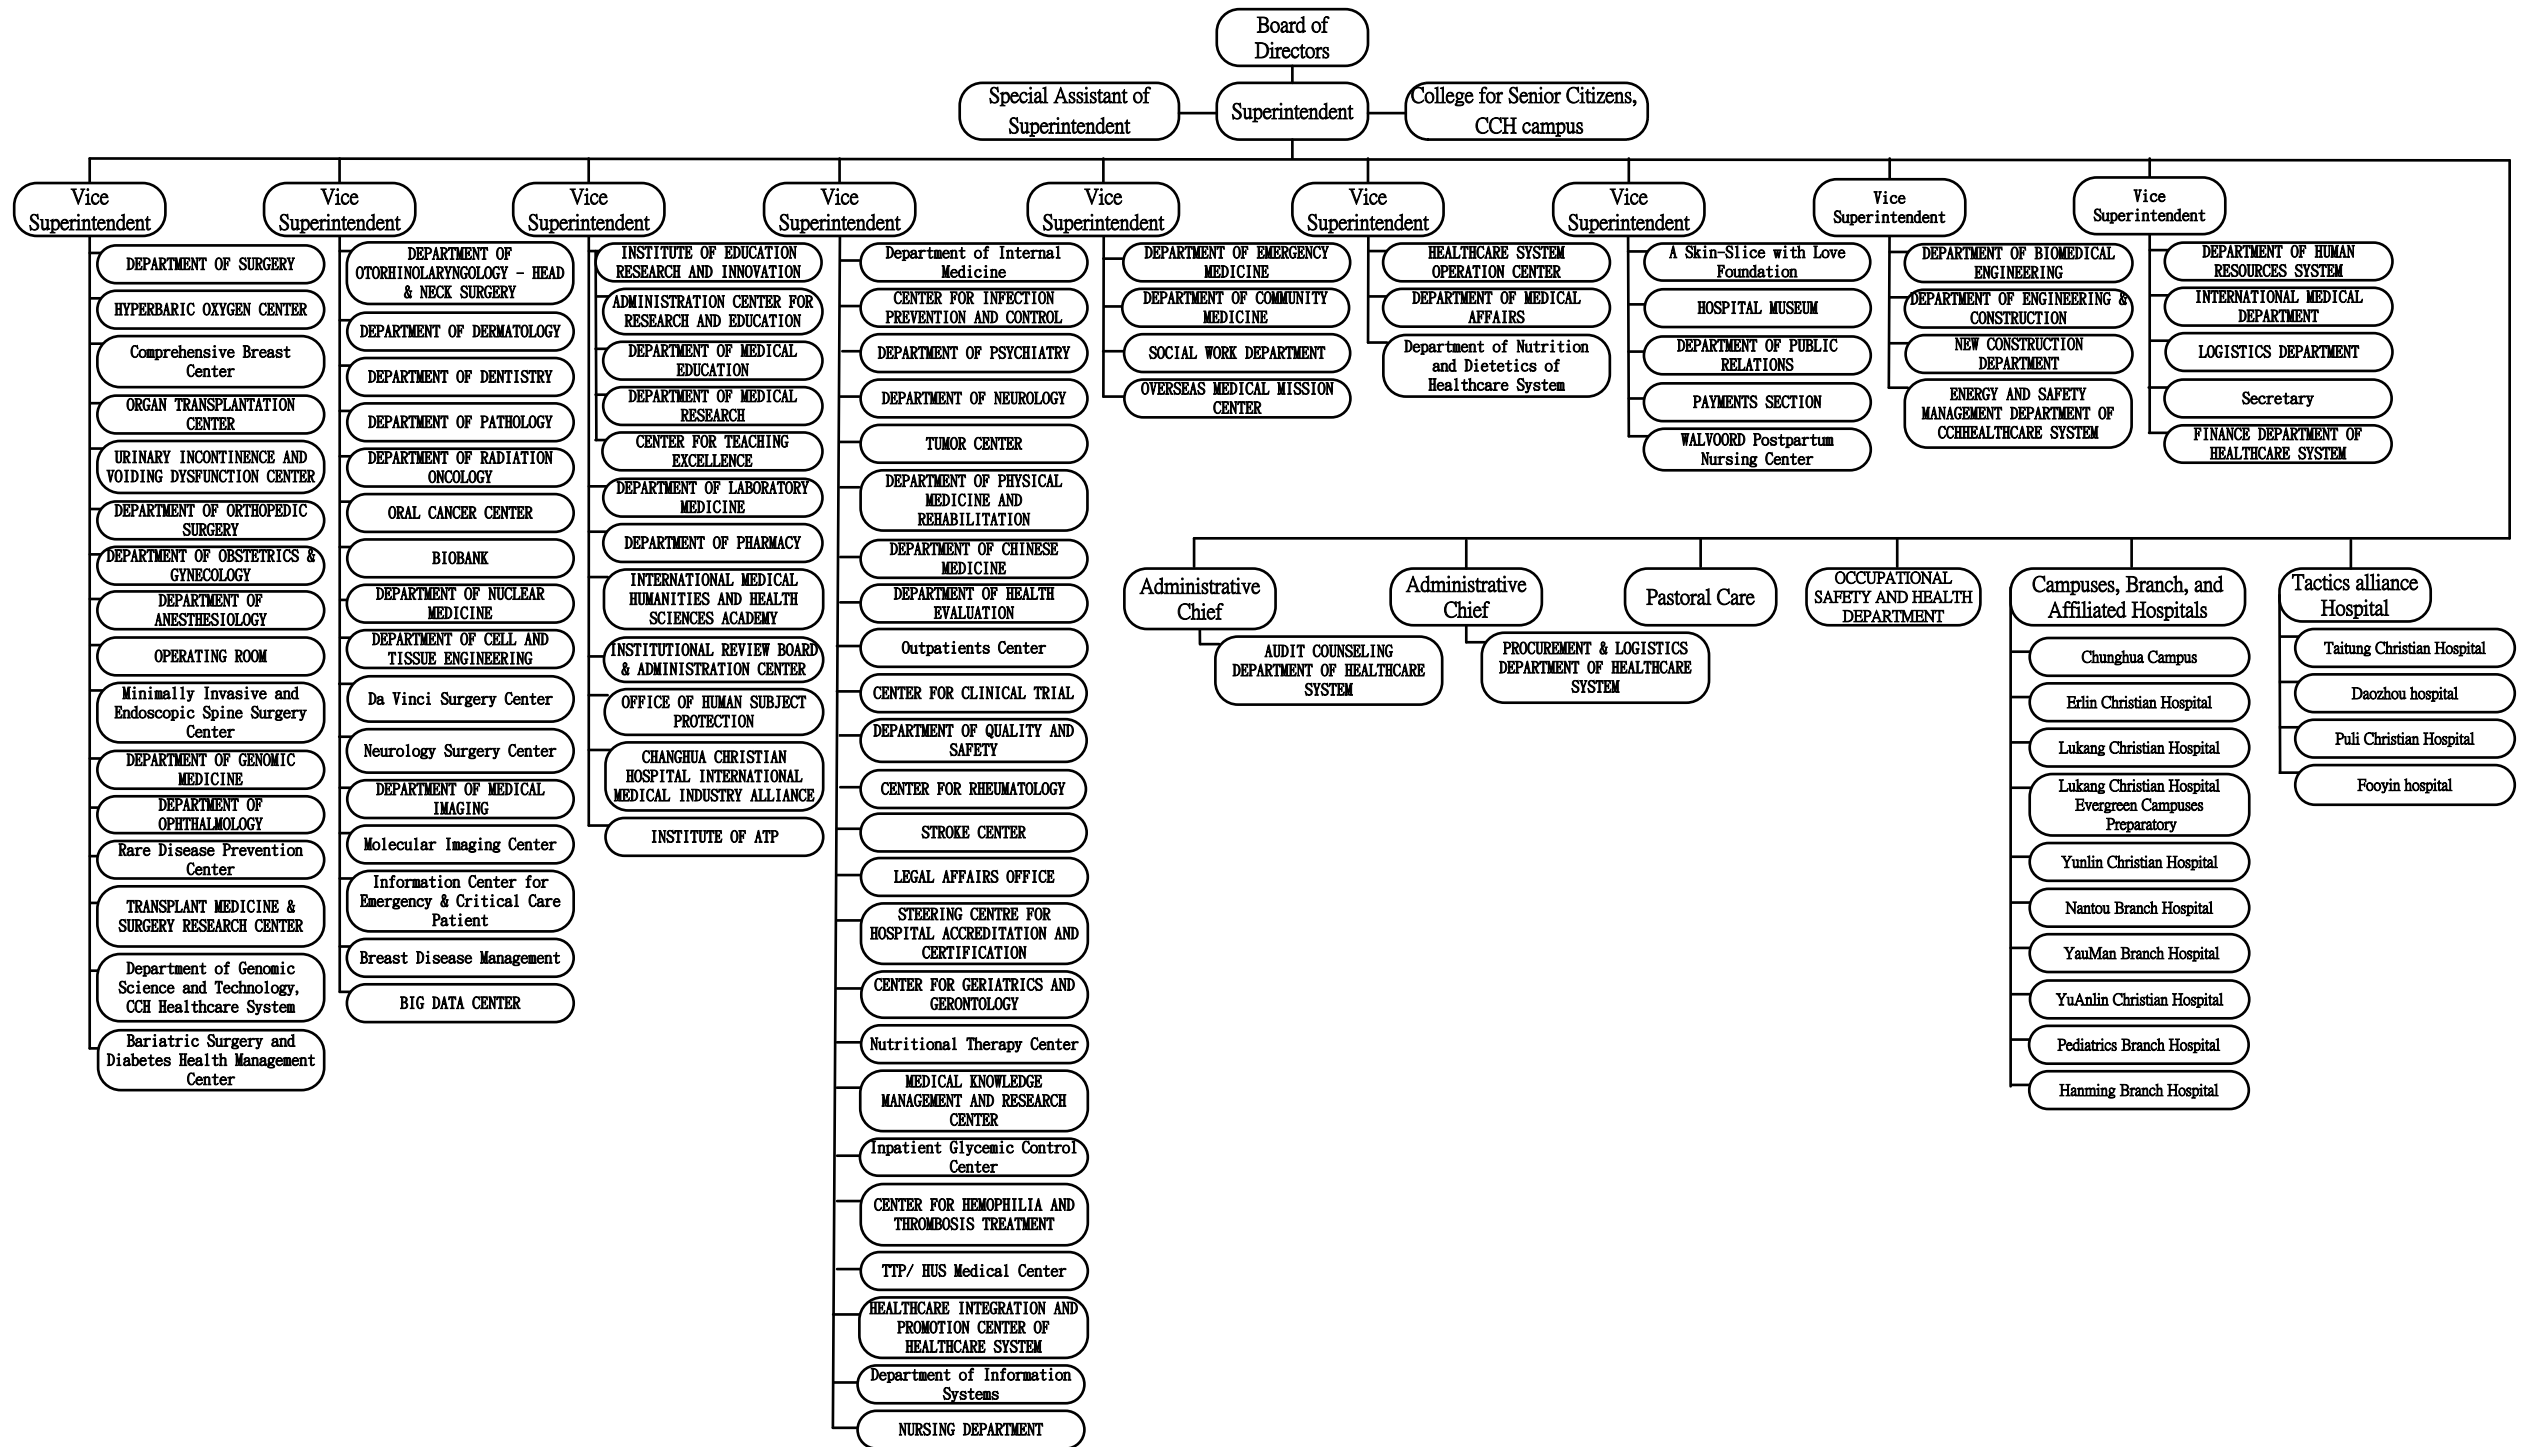 Board of
Directors
Special Assistant of
Superintendent
Superintendent
College for Senior Citizens,
CCH campus
Vice
Superintendent
DEPARTMENT OF SURGERY
HYPERBARIC OXYGEN CENTER
Comprehensive Breast
Center
ORGAN TRANSPLANTATION
CENTER
URINARY INCONTINENCE AND
VOIDING DYSFUNCTION CENTER
DEPARTMENT OF ORTHOPEDIC
SURGERY
DEPARTMENT OF OBSTETRICS &
GYNECOLOGY
DEPARTMENT OF
ANESTHESIOLOGY
OPERATING ROOM
Minimally Invasive and
Endoscopic Spine Surgery
Center
DEPARTMENT OF GENOMIC
MEDICINE
DEPARTMENT OF
OPHTHALMOLOGY
Rare Disease Prevention
Center
TRANSPLANT MEDICINE &
SURGERY RESEARCH CENTER
Department of Genomic
Science and Technology,
CCH Healthcare System
Bariatric Surgery and
Diabetes Health Management
Center
Vice
Superintendent
DEPARTMENT OF
OTORHINOLARYNGOLOGY - HEAD
& NECK SURGERY
DEPARTMENT OF DERMATOLOGY
DEPARTMENT OF DENTISTRY
DEPARTMENT OF PATHOLOGY
DEPARTMENT OF RADIATION
ONCOLOGY
ORAL CANCER CENTER
BIOBANK
DEPARTMENT OF NUCLEAR
MEDICINE
DEPARTMENT OF CELL AND
TISSUE ENGINEERING
Da Vinci Surgery Center
Neurology Surgery Center
DEPARTMENT OF MEDICAL
IMAGING
Molecular Imaging Center
Information Center for
Emergency & Critical Care
Patient
Breast Disease Management
BIG DATA CENTER
Vice
Superintendent
INSTITUTE OF EDUCATION
RESEARCH AND INNOVATION
ADMINISTRATION CENTER FOR
RESEARCH AND EDUCATION
DEPARTMENT OF MEDICAL
EDUCATION
DEPARTMENT OF MEDICAL
RESEARCH
CENTER FOR TEACHING
EXCELLENCE
DEPARTMENT OF LABORATORY
MEDICINE
DEPARTMENT OF PHARMACY
INTERNATIONAL MEDICAL
HUMANITIES AND HEALTH
SCIENCES ACADEMY
INSTITUTIONAL REVIEW BOARD
& ADMINISTRATION CENTER
OFFICE OF HUMAN SUBJECT
PROTECTION
CHANGHUA CHRISTIAN
HOSPITAL INTERNATIONAL
MEDICAL INDUSTRY ALLIANCE
INSTITUTE OF ATP
Vice
Superintendent
Department of Internal
Medicine
CENTER FOR INFECTION
PREVENTION AND CONTROL
DEPARTMENT OF PSYCHIATRY
DEPARTMENT OF NEUROLOGY
TUMOR CENTER
DEPARTMENT OF PHYSICAL
MEDICINE AND
REHABILITATION
DEPARTMENT OF CHINESE
MEDICINE
DEPARTMENT OF HEALTH
EVALUATION
Outpatients Center
CENTER FOR CLINICAL TRIAL
DEPARTMENT OF QUALITY AND
SAFETY
CENTER FOR RHEUMATOLOGY
STROKE CENTER
LEGAL AFFAIRS OFFICE
STEERING CENTRE FOR
HOSPITAL ACCREDITATION AND
CERTIFICATION
CENTER FOR GERIATRICS AND
GERONTOLOGY
Nutritional Therapy Center
MEDICAL KNOWLEDGE
MANAGEMENT AND RESEARCH
CENTER
Inpatient Glycemic Control
Center
CENTER FOR HEMOPHILIA AND
THROMBOSIS TREATMENT
TTP/ HUS Medical Center
HEALTHCARE INTEGRATION AND
PROMOTION CENTER OF
HEALTHCARE SYSTEM
Department of Information
Systems
NURSING DEPARTMENT
Vice
Superintendent
DEPARTMENT OF EMERGENCY
MEDICINE
DEPARTMENT OF COMMUNITY
MEDICINE
SOCIAL WORK DEPARTMENT
OVERSEAS MEDICAL MISSION
CENTER
Vice
Superintendent
HEALTHCARE SYSTEM
OPERATION CENTER
DEPARTMENT OF MEDICAL
AFFAIRS
Department of Nutrition
and Dietetics of
Healthcare System
Vice
Superintendent
A Skin-Slice with Love
Foundation
HOSPITAL MUSEUM
DEPARTMENT OF PUBLIC
RELATIONS
PAYMENTS SECTION
WALVOORD Postpartum
Nursing Center
Vice
Superintendent
DEPARTMENT OF BIOMEDICAL
ENGINEERING
DEPARTMENT OF ENGINEERING &
CONSTRUCTION
NEW CONSTRUCTION
DEPARTMENT
ENERGY AND SAFETY
MANAGEMENT DEPARTMENT OF
CCHHEALTHCARE SYSTEM
Vice
Superintendent
DEPARTMENT OF HUMAN
RESOURCES SYSTEM
INTERNATIONAL MEDICAL
DEPARTMENT
LOGISTICS DEPARTMENT
Secretary
FINANCE DEPARTMENT OF
HEALTHCARE SYSTEM
Administrative
Chief
AUDIT COUNSELING
DEPARTMENT OF HEALTHCARE
SYSTEM
Administrative
Chief
PROCUREMENT & LOGISTICS
DEPARTMENT OF HEALTHCARE
SYSTEM
Pastoral Care
OCCUPATIONAL
SAFETY AND HEALTH
DEPARTMENT
Campuses, Branch, and
Affiliated Hospitals
Chunghua Campus
Erlin Christian Hospital
Lukang Christian Hospital
Lukang Christian Hospital
Evergreen Campuses
Preparatory
Yunlin Christian Hospital
Nantou Branch Hospital
YauMan Branch Hospital
YuAnlin Christian Hospital
Pediatrics Branch Hospital
Hanming Branch Hospital
Tactics alliance
Hospital
Taitung Christian Hospital
Daozhou hospital
Puli Christian Hospital
Fooyin hospital